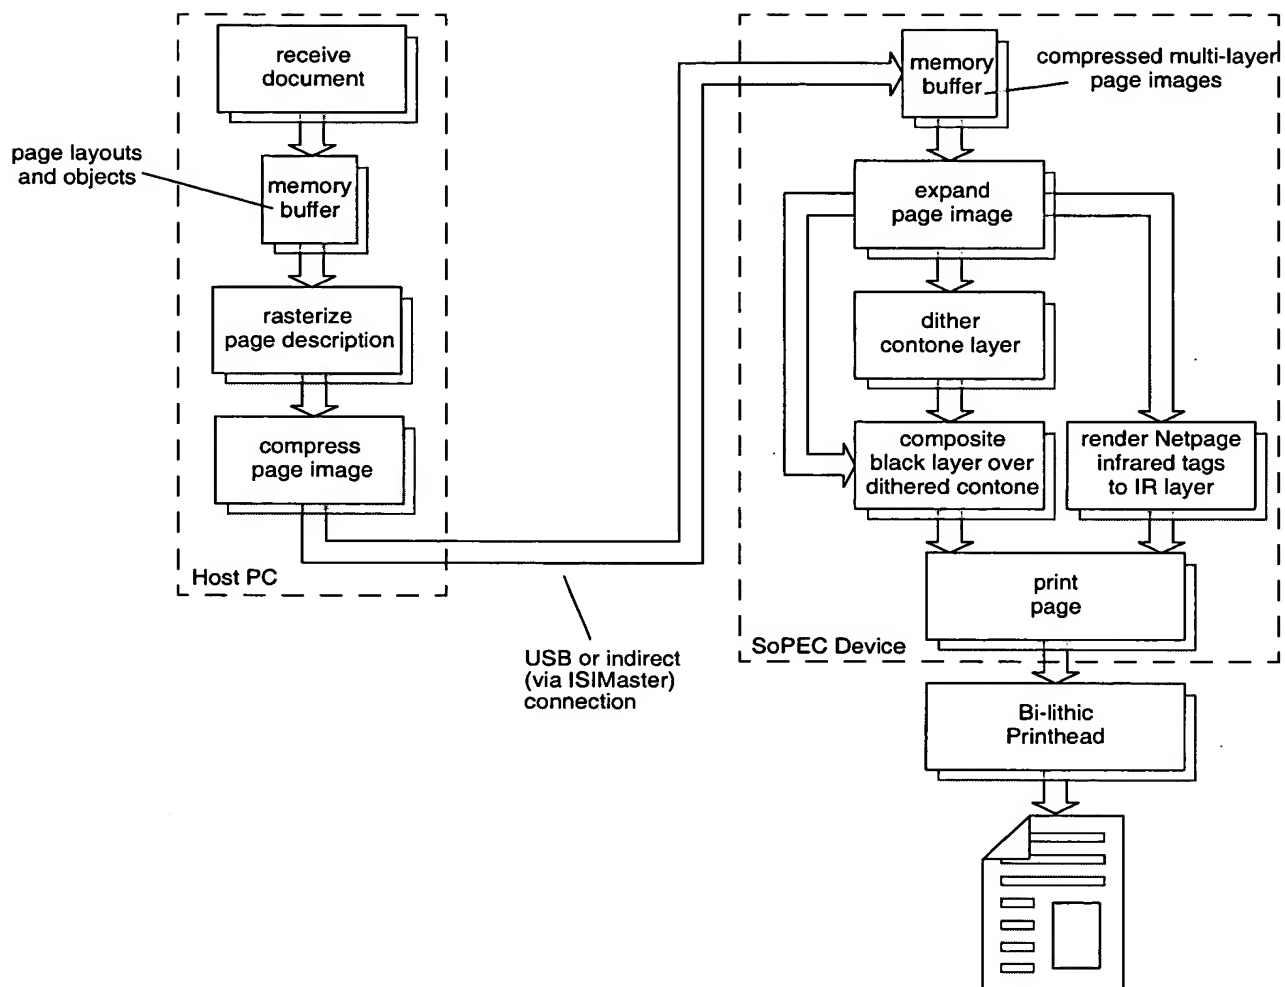 receive
document
page layouts
and objects
memory
buffer
rasterize
page description
compress
page image
Host PC
USB or indirect
(via ISIMaster)
connection
memory
buffer
compressed multi-layer
page images
expand
page image
dither
contone layer
composite
black layer over
dithered contone
render Netpage
infrared tags
to IR layer
print
page
SoPEC Device
Bi-lithic
Printhead